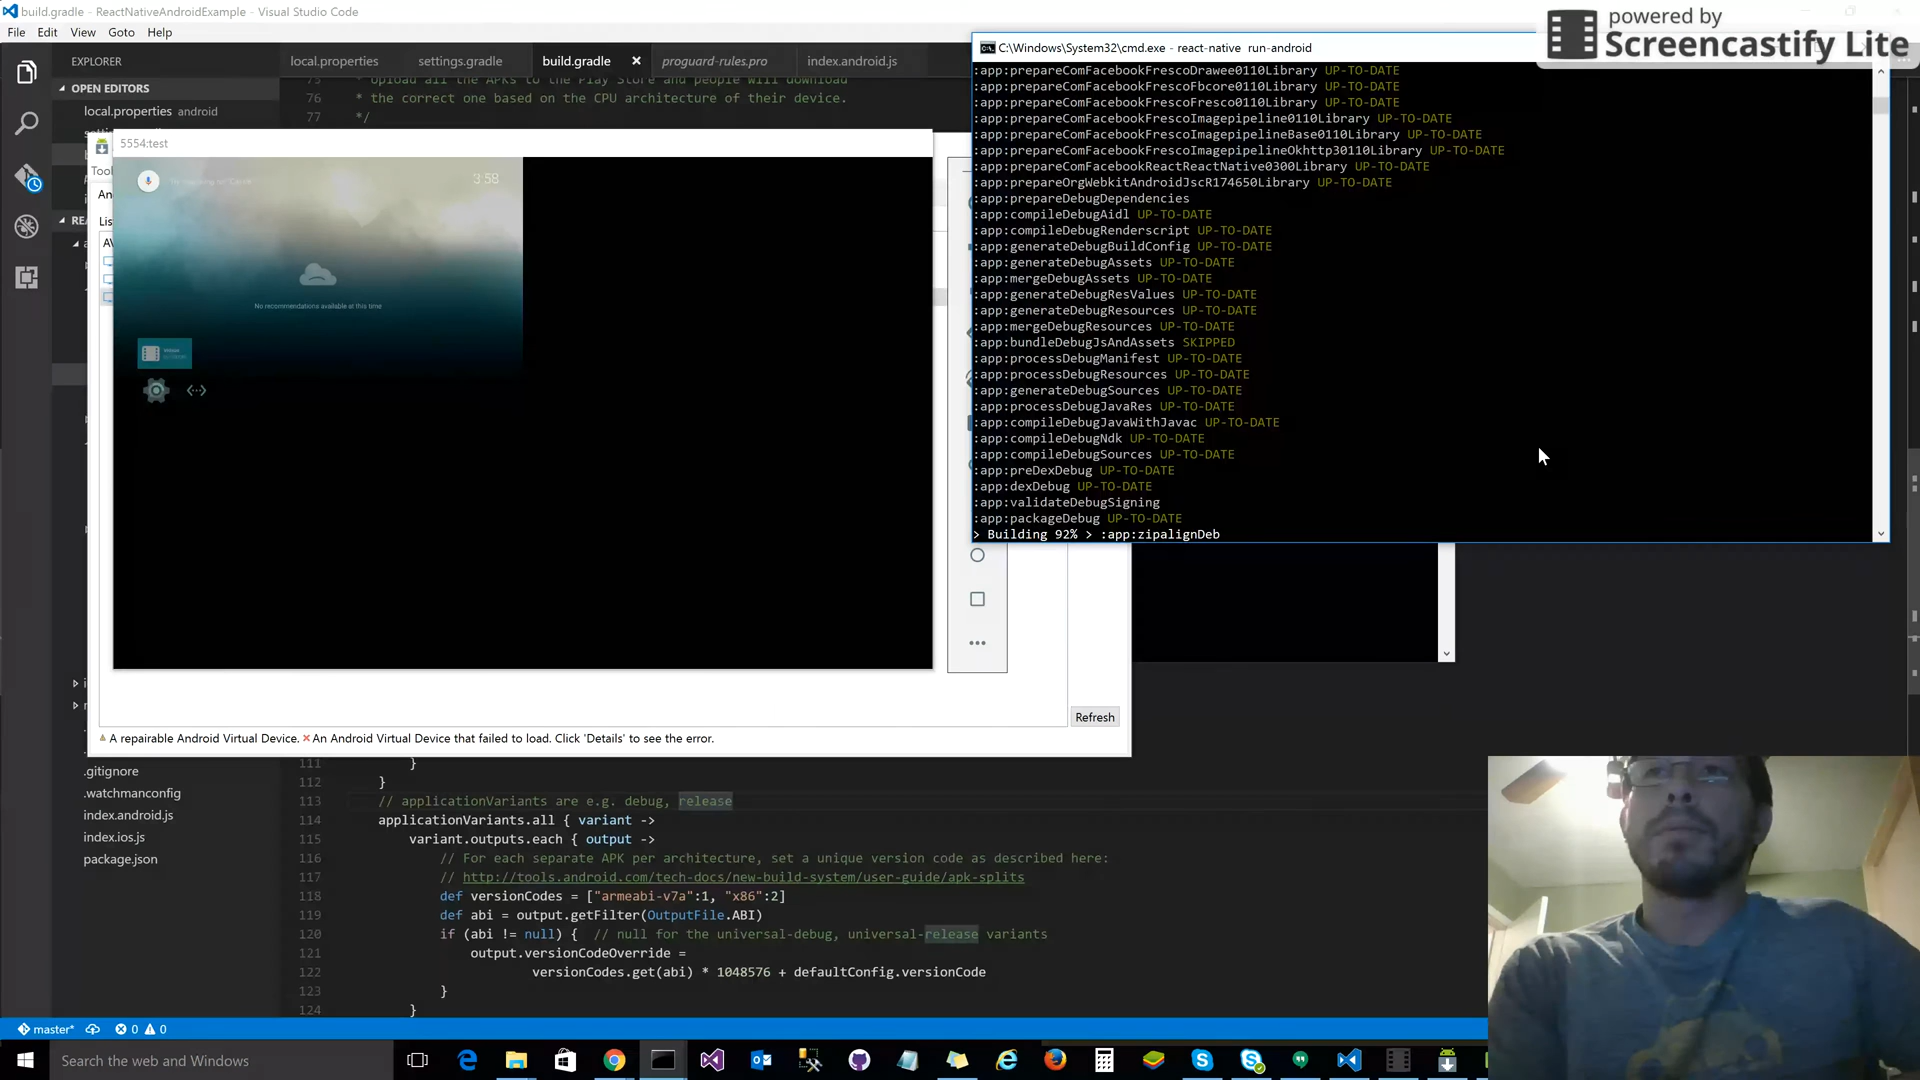 build.gradle - ReactNativeAndroidExample - Visual Studio Code
File Edit View Goto Help
powered by
Screencastify Lite
EXPLORER
OPEN EDITORS
local.properties android
local.properties
settings.gradle
build.gradle
proguard-rules.pro
index.android.js
76 * the correct one based on the CPU architecture of their device.
77 */
5554:test
3:58
No recommendations available at this time
C:\Windows\System32\cmd.exe - react-native run-android
:app:prepareComFacebookFrescoDrawee0110Library UP-TO-DATE
:app:prepareComFacebookFrescoFbcore0110Library UP-TO-DATE
:app:prepareComFacebookFrescoFresco0110Library UP-TO-DATE
:app:prepareComFacebookFrescoImagepipeline0110Library UP-TO-DATE
:app:prepareComFacebookFrescoImagepipelineBase0110Library UP-TO-DATE
:app:prepareComFacebookFrescoImagepipelineOkhttp30110Library UP-TO-DATE
:app:prepareComFacebookReactReactNative0300Library UP-TO-DATE
:app:prepareOrgWebkitAndroidJscR174650Library UP-TO-DATE
:app:prepareDebugDependencies
:app:compileDebugAidl UP-TO-DATE
:app:compileDebugRenderscript UP-TO-DATE
:app:generateDebugBuildConfig UP-TO-DATE
:app:generateDebugAssets UP-TO-DATE
:app:mergeDebugAssets UP-TO-DATE
:app:generateDebugResValues UP-TO-DATE
:app:generateDebugResources UP-TO-DATE
:app:mergeDebugResources UP-TO-DATE
:app:bundleDebugJsAndAssets SKIPPED
:app:processDebugManifest UP-TO-DATE
:app:processDebugResources UP-TO-DATE
:app:generateDebugSources UP-TO-DATE
:app:processDebugJavaRes UP-TO-DATE
:app:compileDebugJavaWithJavac UP-TO-DATE
:app:compileDebugNdk UP-TO-DATE
:app:compileDebugSources UP-TO-DATE
:app:preDexDebug UP-TO-DATE
:app:dexDebug UP-TO-DATE
:app:validateDebugSigning
:app:packageDebug UP-TO-DATE
> Building 92% > :app:zipalignDeb
Refresh
A repairable Android Virtual Device. An Android Virtual Device that failed to load. Click 'Details' to see the error.
.gitignore
.watchmanconfig
index.android.js
index.ios.js
package.json
111 }
112 }
113 // applicationVariants are e.g. debug, release
114 applicationVariants.all { variant ->
115 variant.outputs.each { output ->
116 // For each separate APK per architecture, set a unique version code as described here:
117 // http://tools.android.com/tech-docs/new-build-system/user-guide/apk-splits
118 def versionCodes = ["armeabi-v7a":1, "x86":2]
119 def abi = output.getFilter(OutputFile.ABI)
120 if (abi != null) { // null for the universal-debug, universal-release variants
121 output.versionCodeOverride =
122 versionCodes.get(abi) * 1048576 + defaultConfig.versionCode
123 }
124 }
master* 0 0
Search the web and Windows